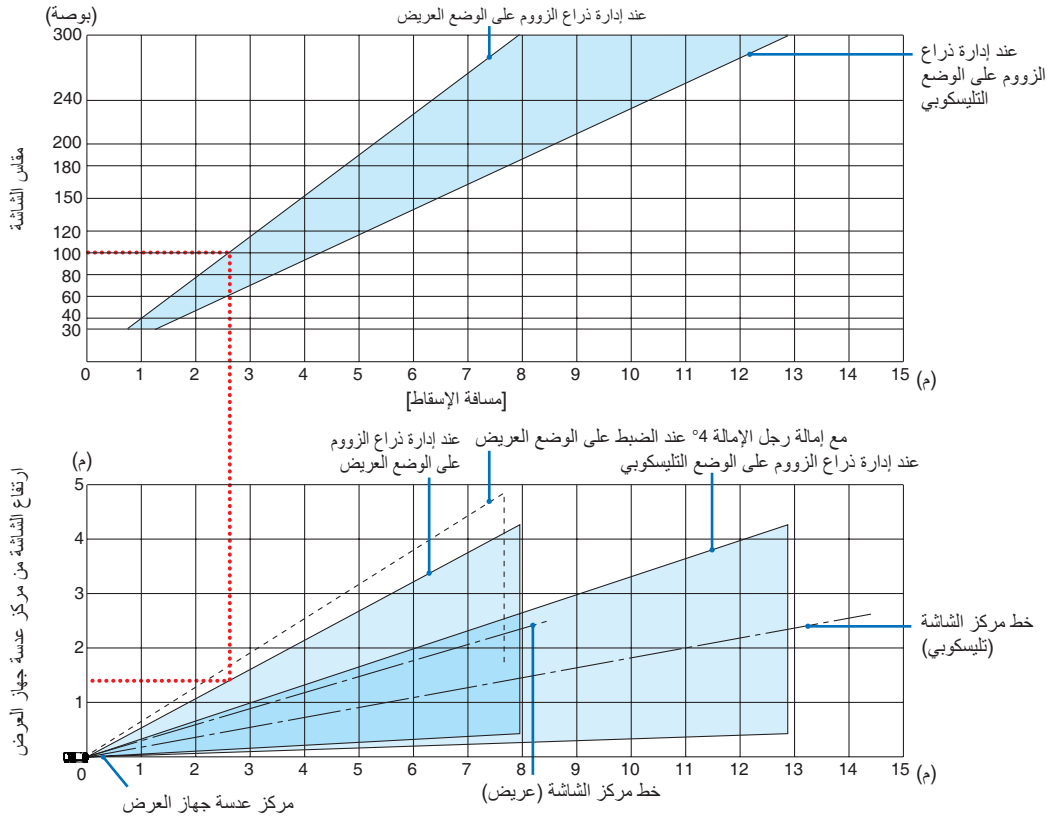 (بوصة)
عند إدارة ذراع الزووم على الوضع العريض
300
240
200
180
150
120
100
80
60
40
30
مقاس الشاشة
عند إدارة ذراع
الزووم على الوضع
التليسكوبي
0 1 2 3 4 5 6 7 8 9 10 11 12 13 14 15
(م)
[مسافة الإسقاط]
(م)
عند إدارة ذراع الزووم
على الوضع العريض
مع إمالة رجل الإمالة 4° عند الضبط على الوضع العريض
عند إدارة ذراع الزووم على الوضع التليسكوبي
5
4
3
2
1
ارتفاع الشاشة من مركز عدسة جهاز العرض
خط مركز الشاشة
(تليسكوبي)
0 1 2 3 4 5 6 7 8 9 10 11 12 13 14 15
(م)
خط مركز الشاشة (عريض)
مركز عدسة جهاز العرض